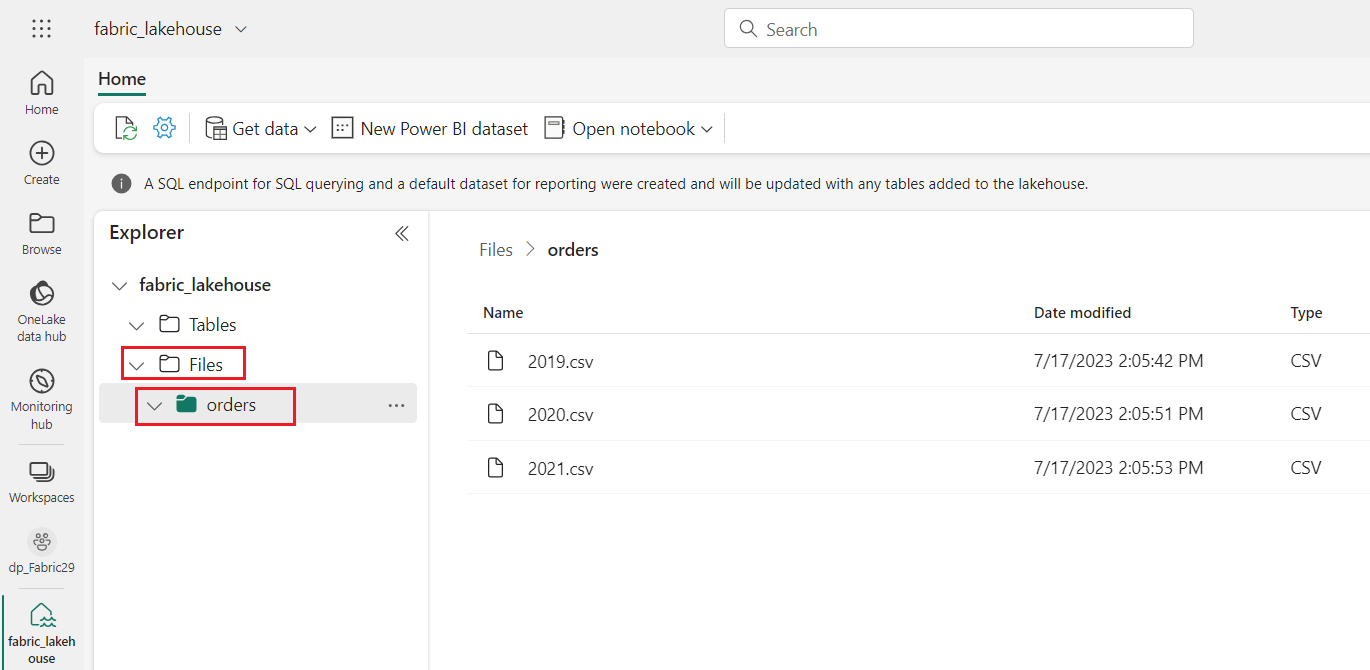 fabric_lakehouse
Search
Home
Home
Get data
New Power BI dataset
Open notebook
Create
A SQL endpoint for SQL querying and a default dataset for reporting were created and will be updated with any tables added to the lakehouse.
Browse
OneLake
data hub
Monitoring
hub
Workspaces
dp_Fabric29
fabric_lakeh
ouse
Explorer
fabric_lakehouse
Tables
Files
orders
Files > orders
Name Date modified Type
2019.csv 7/17/2023 2:05:42 PM CSV
2020.csv 7/17/2023 2:05:51 PM CSV
2021.csv 7/17/2023 2:05:53 PM CSV